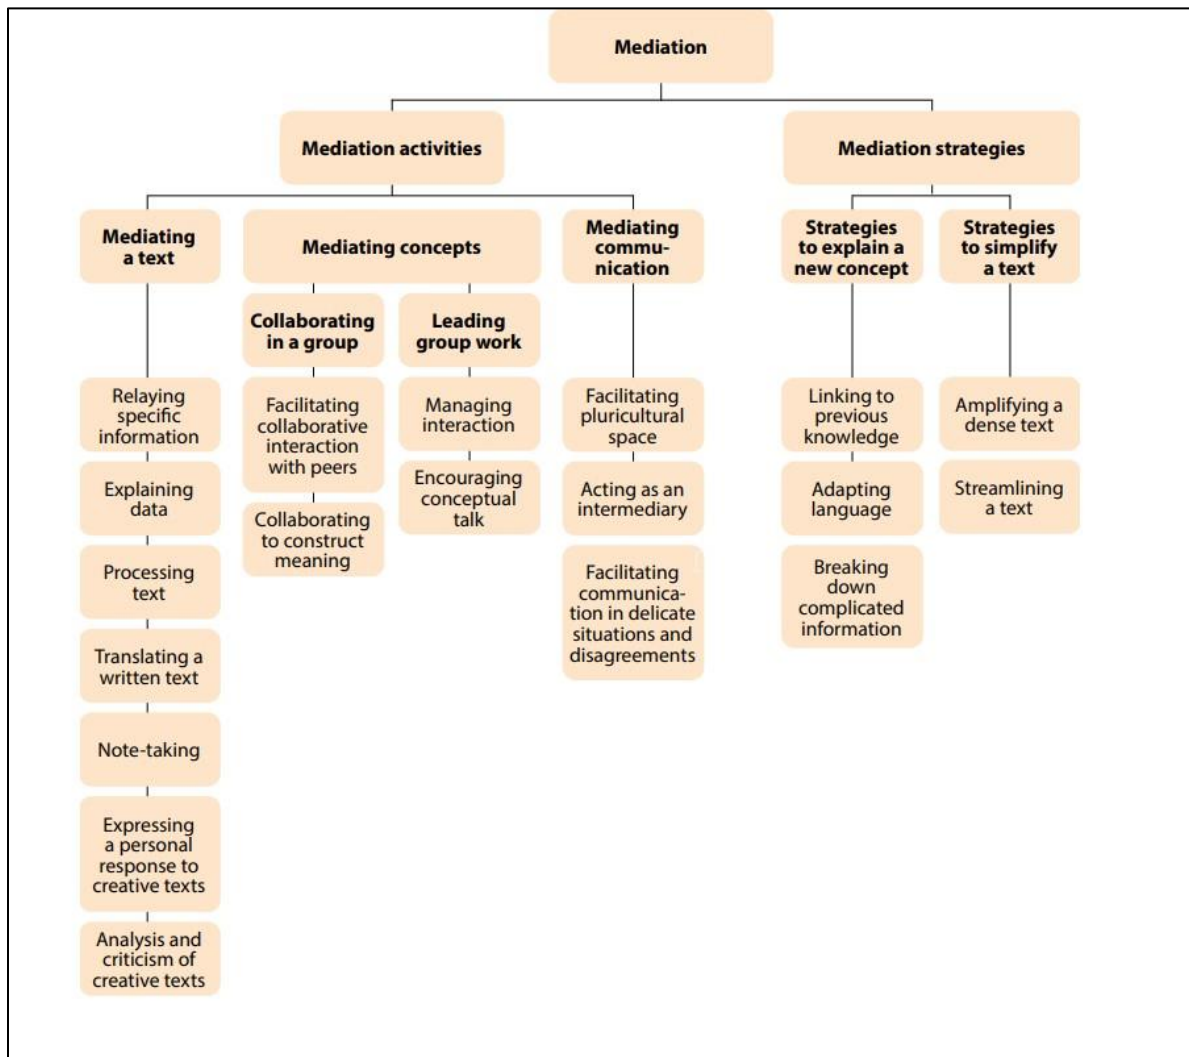 Mediation
Mediation activities
Mediation strategies
Mediating
a text
Mediating concepts
Mediating
commu-
nication
Strategies
to explain a
new concept
Strategies
to simplify
a text
Collaborating
in a group
Leading
group work
Relaying
specific
information
Explaining
data
Processing
text
Translating a
written text
Note-taking
Expressing
a personal
response to
creative texts
Analysis and
criticism of
creative texts
Facilitating
collaborative
interaction
with peers
Collaborating
to construct
meaning
Managing
interaction
Encouraging
conceptual
talk
Facilitating
pluricultural
space
Acting as an
intermediary
Facilitating
communica-
tion in delicate
situations and
disagreements
Linking to
previous
knowledge
Adapting
language
Breaking
down
complicated
information
Amplifying a
dense text
Streamlining
a text